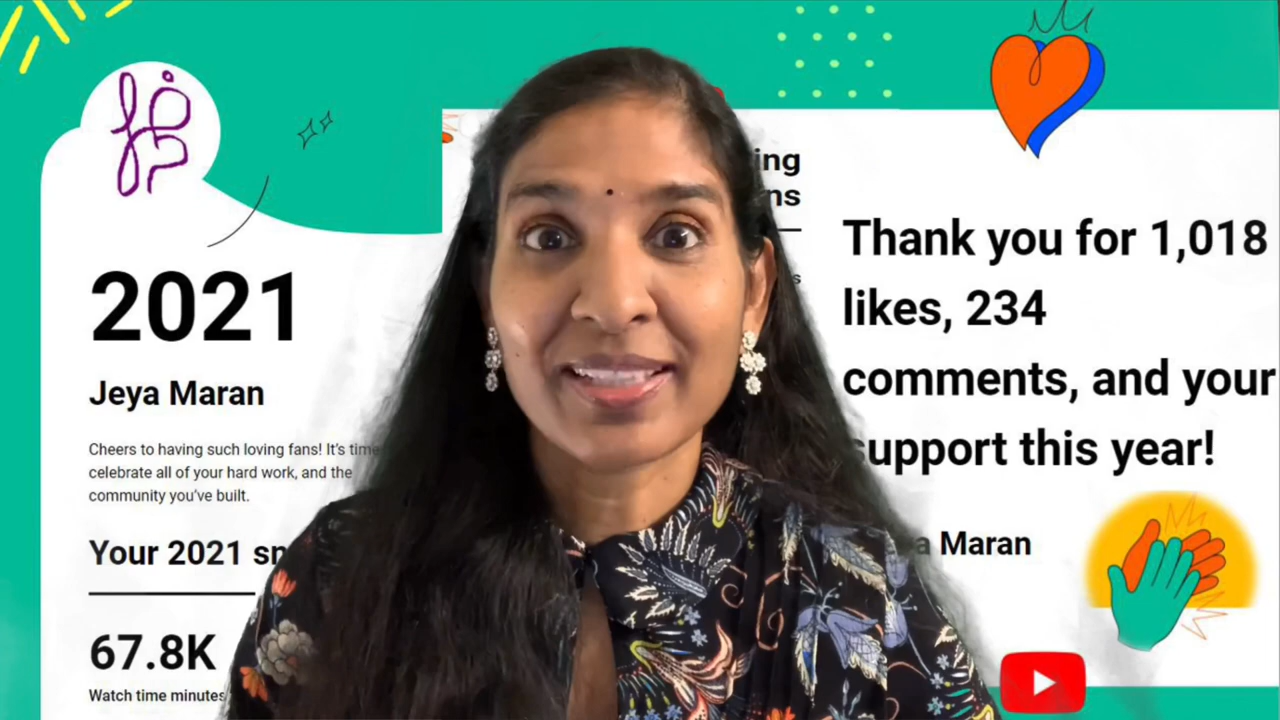 2021
Jeya Maran
Cheers to having such loving fans! It's time
celebrate all of your hard work, and the
community you've built.
Your 2021
67.8K
Watch time minutes
Thank you for 1,018
likes, 234
comments, and your
support this year!
Maran